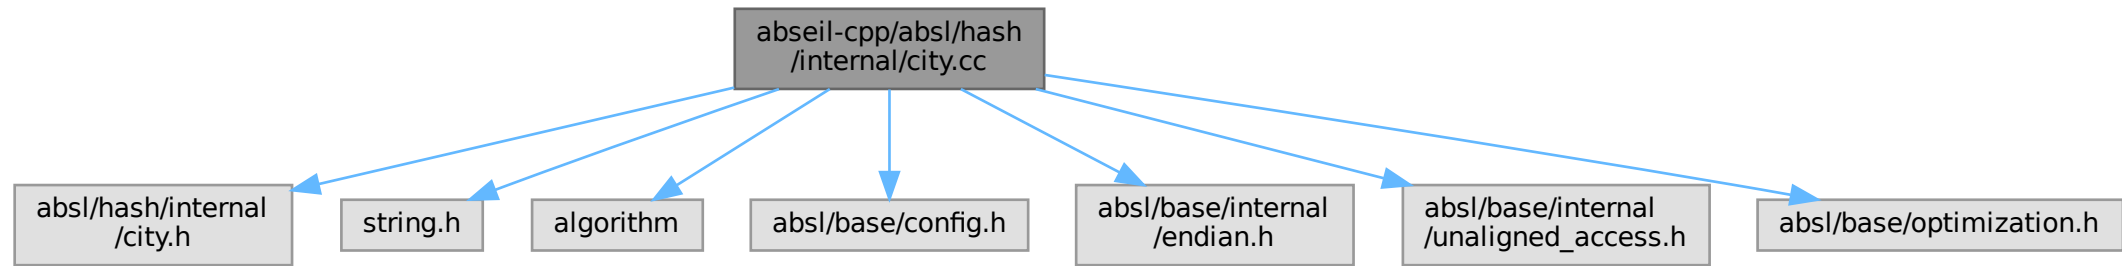 abseil-cpp/absl/hash
/internal/city.cc
absl/hash/internal
/city.h
string.h
algorithm
absl/base/config.h
absl/base/internal
/endian.h
absl/base/internal
/unaligned_access.h
absl/base/optimization.h